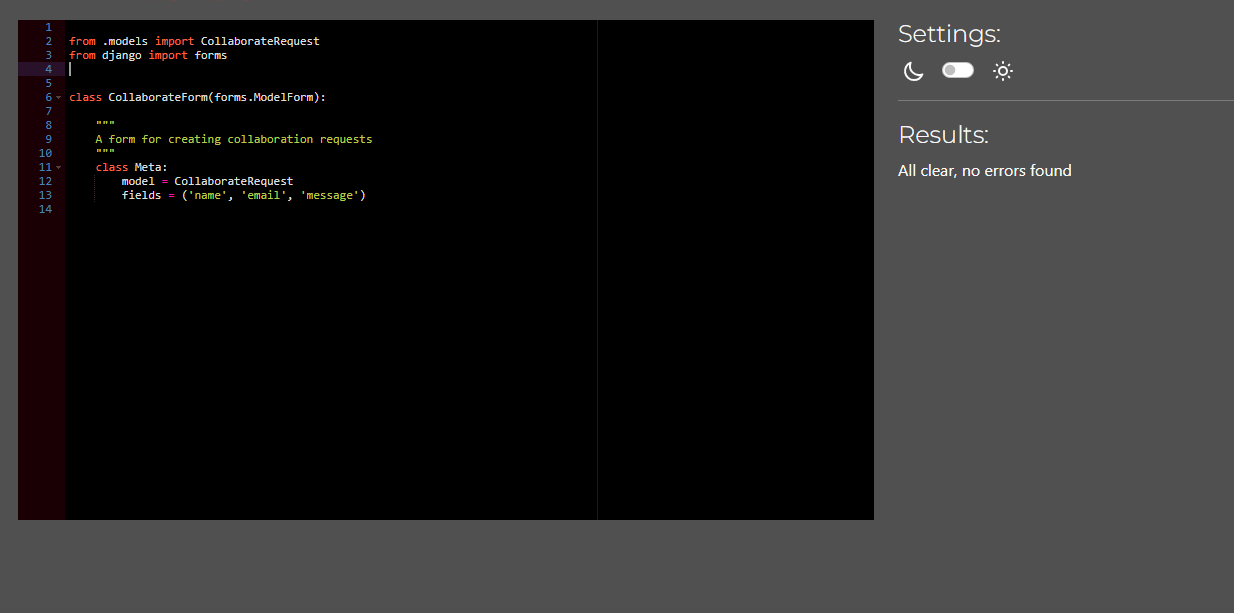 1
2 from .models import CollaborateRequest
3 from django import forms
4
5
6 class CollaborateForm(forms.ModelForm):
7
8     """
9     A form for creating collaboration requests
10     """
11     class Meta:
12         model = CollaborateRequest
13         fields = ('name', 'email', 'message')
14
Settings:
Results:
All clear, no errors found